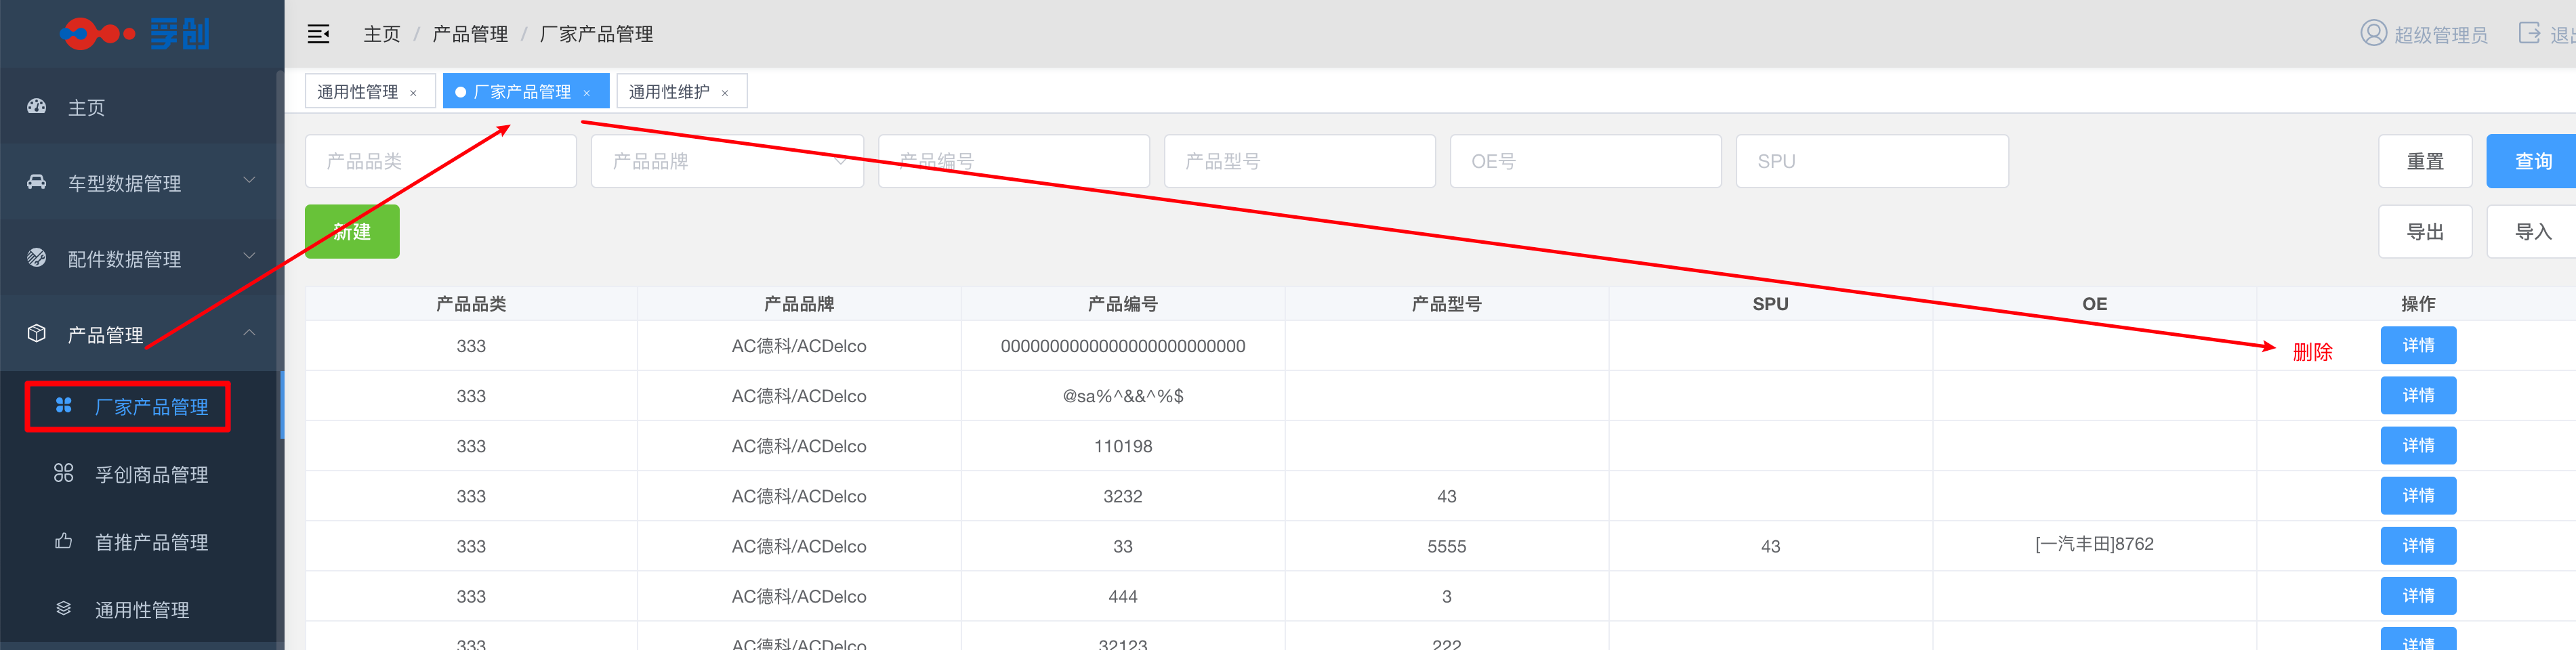 孚创
主页 / 产品管理 / 厂家产品管理
超级管理员
主页
车型数据管理
配件数据管理
产品管理
厂家产品管理
孚创商品管理
首推产品管理
通用性管理
通用性管理 ×
厂家产品管理 ×
通用性维护 ×
产品品类 产品品牌 产品编号 产品型号 OE号 SPU 重置 查询
新建 导出 导入
产品品类 产品品牌 产品编号 产品型号 SPU OE 操作
333 AC德科/ACDelco 0000000000000000000000000 删除 详情
333 AC德科/ACDelco @sa%^&&^%$ 详情
333 AC德科/ACDelco 110198 详情
333 AC德科/ACDelco 3232 43 详情
333 AC德科/ACDelco 33 5555 43 [一汽丰田]8762 详情
333 AC德科/ACDelco 444 3 详情
333 AC德科/ACDelco 32123 222 详情